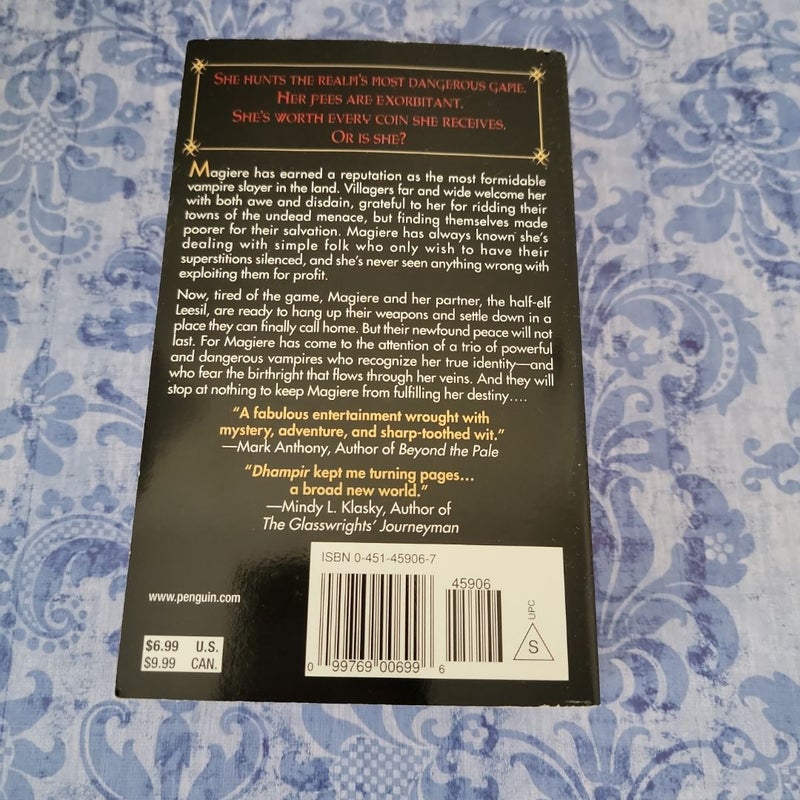 SHE HUNTS THE REALM'S MOST DANGEROUS GAME.
HER FEES ARE EXORBITANT.
SHE'S WORTH EVERY COIN SHE RECEIVES.
OR IS SHE?
Magiere has earned a reputation as the most formidable
vampire slayer in the land. Villagers far and wide welcome her
with both awe and disdain, grateful to her for ridding their
towns of the undead menace, but finding themselves made
poorer for their salvation. Magiere has always known she's
dealing with simple folk who only wish to have their
superstitions silenced, and she's never seen anything wrong with
exploiting them for profit.
Now, tired of the game, Magiere and her partner, the half-elf
Leesil, are ready to hang up their weapons and settle down in a
place they can finally call home. But their newfound peace will not
last. For Magiere has come to the attention of a trio of powerful
and dangerous vampires who recognize her true identity—and
who fear the birthright that flows through her veins. And they will
stop at nothing to keep Magiere from fulfilling her destiny....
"A fabulous entertainment wrought with
mystery, adventure, and sharp-toothed wit."
—Mark Anthony, Author of Beyond the Pale
"Dhampir kept me turning pages...
a broad new world."
—Mindy L. Klasky, Author of
The Glasswrights' Journeyman
ISBN 0-451-45906-7
45906
UPC
S
0 99769 00699 6
www.penguin.com
$6.99 U.S.
$9.99 CAN.